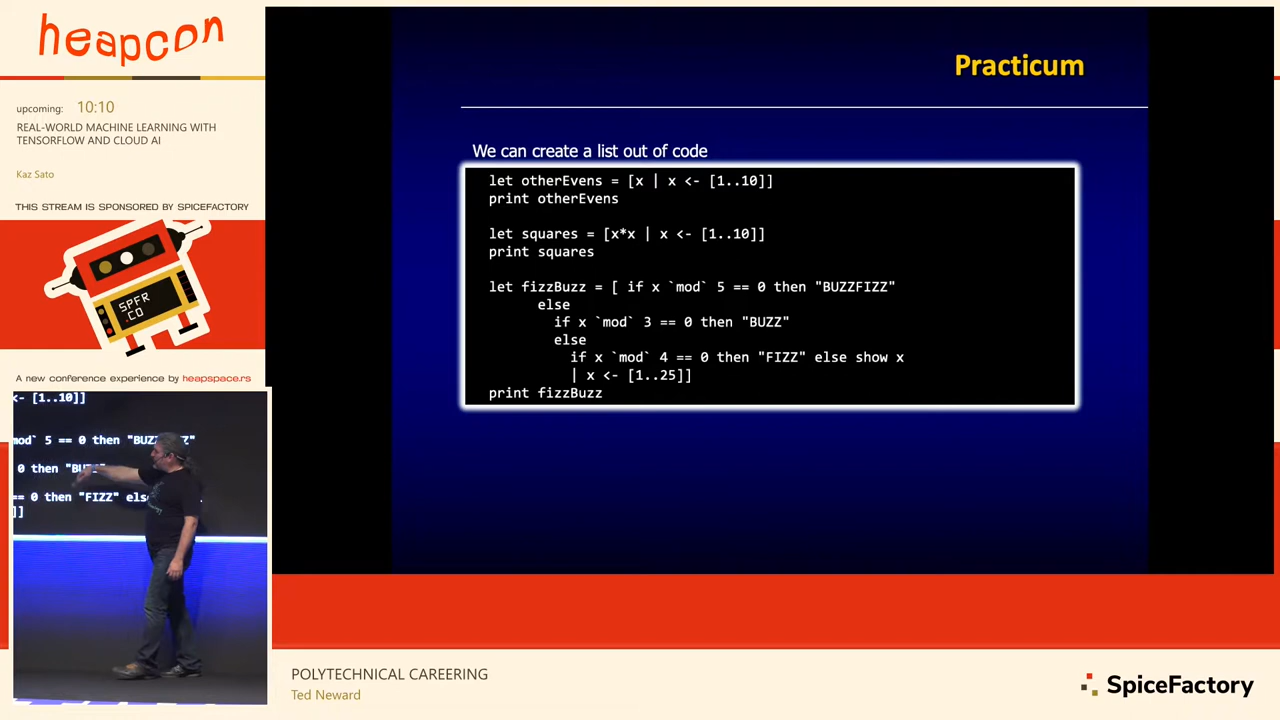 heapcon
upcoming: 10:10
REAL-WORLD MACHINE LEARNING WITH
TENSORFLOW AND CLOUD AI
Kaz Sato
THIS STREAM IS SPONSORED BY SPICEFACTORY
SPFR
.CO
A new conference experience by heapspace.rs
<- [1..10]]
mod` 5 == 0 then "BUZZ
0 then "BU
== 0 then "FIZZ" els
]]
Practicum
We can create a list out of code
let otherEvens = [x | x <- [1..10]]
print otherEvens
let squares = [x*x | x <- [1..10]]
print squares
let fizzBuzz = [ if x `mod` 5 == 0 then "BUZZFIZZ"
else
if x `mod` 3 == 0 then "BUZZ"
else
if x `mod` 4 == 0 then "FIZZ" else show x
| x <- [1..25]]
print fizzBuzz
POLYTECHNICAL CAREERING
Ted Neward
SpiceFactory